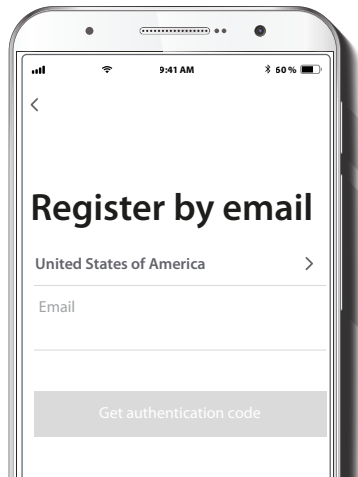 9:41 AM 60 %
Register by email
United States of America
Email
Get authentication code